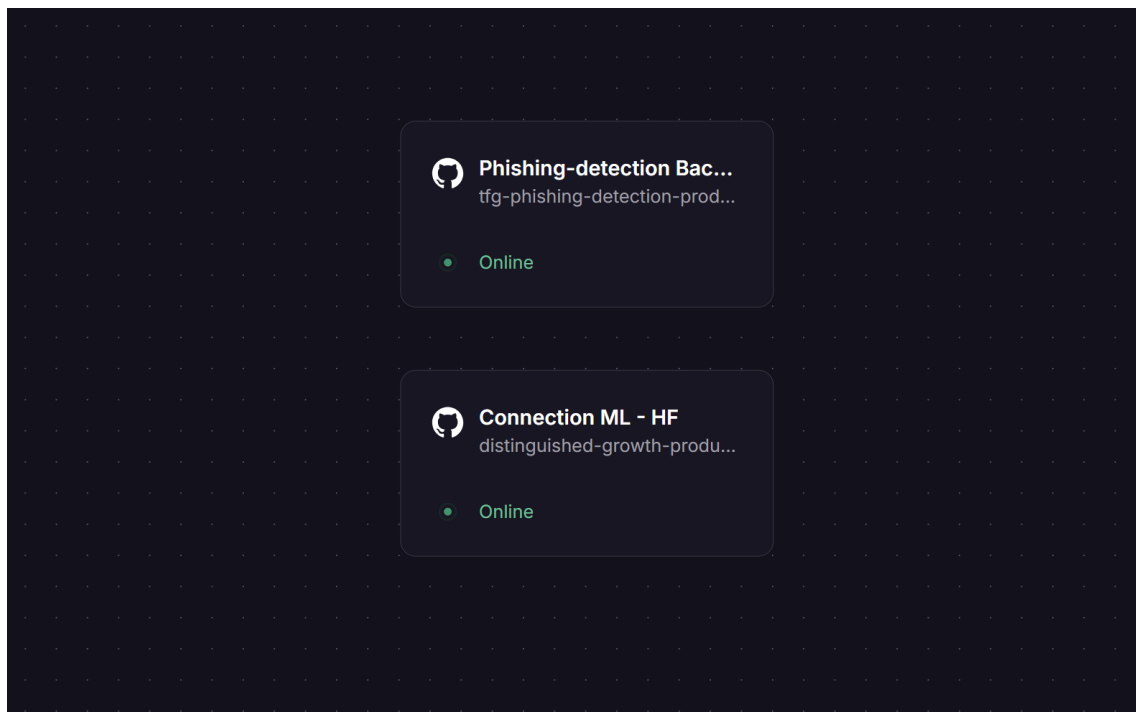 Phishing-detection Bac...
tfg-phishing-detection-prod...
Online
Connection ML - HF
distinguished-growth-produ...
Online